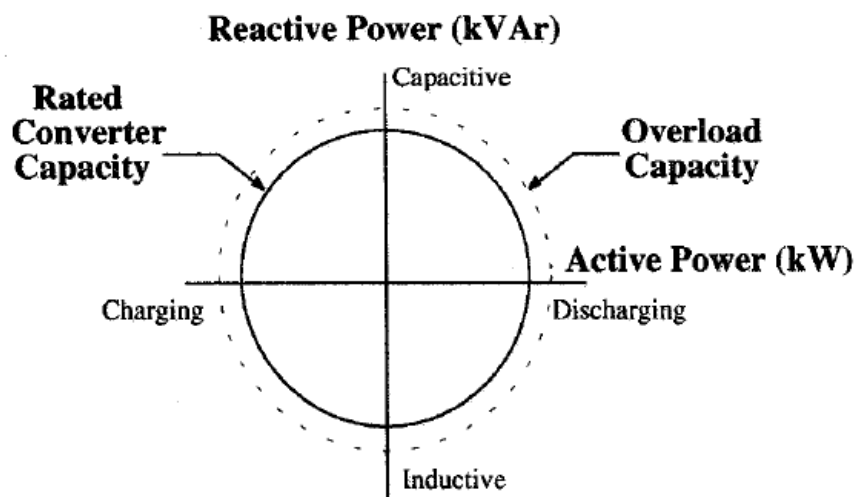 Reactive Power (kVAr)
Capacitive
Rated
Converter
Capacity
Overload
Capacity
Active Power (kW)
Charging
Discharging
Inductive